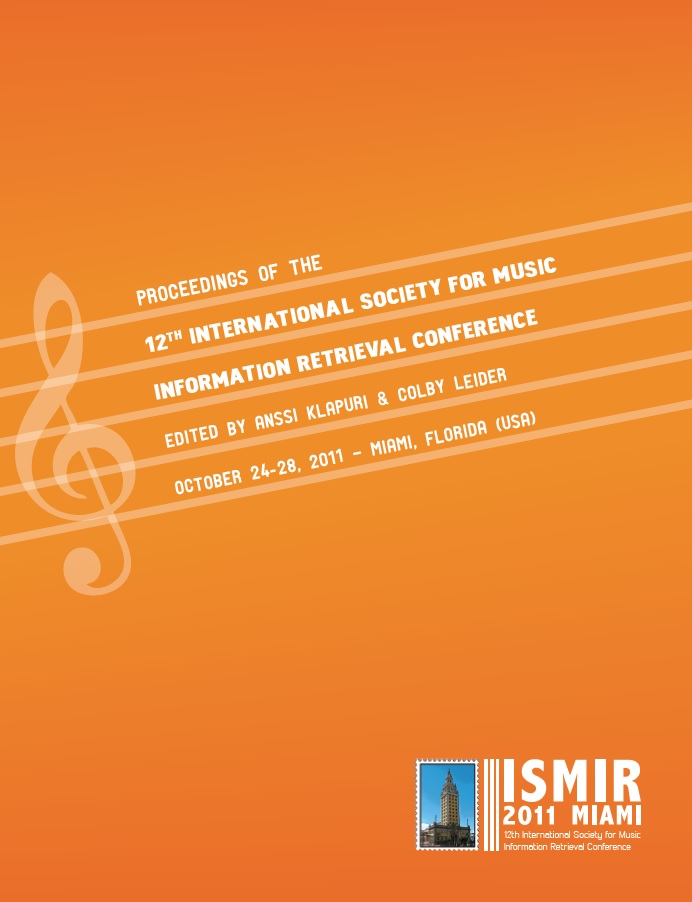 PROCEEDINGS OF THE
12TH INTERNATIONAL SOCIETY FOR MUSIC
INFORMATION RETRIEVAL CONFERENCE
EDITED BY ANSSI KLAPURI & COLBY LEIDER
OCTOBER 24-28, 2011 – MIAMI, FLORIDA (USA)
ISMIR
2011 MIAMI
12th International Society for Music
Information Retrieval Conference